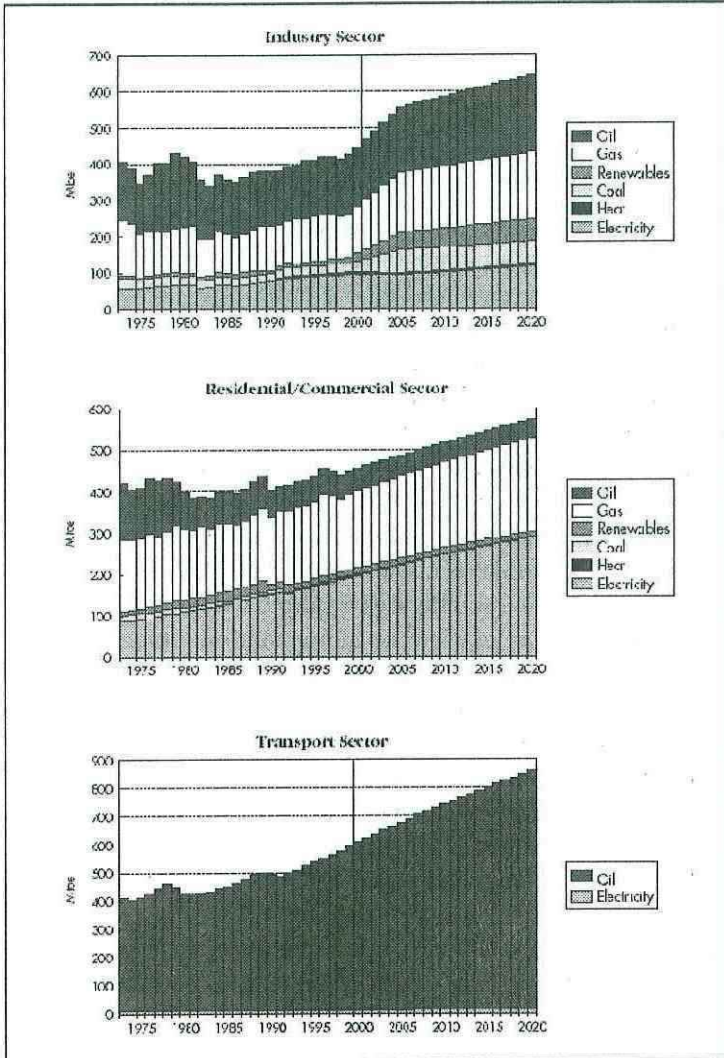 Industry Sector
700
600
500
400
300
200
100
0
Mtoe
1975 1980 1985 1990 1995 2000 2005 2010 2015 2020
Oil
Gas
Renewables
Coal
Heat
Electricity
Residential/Commercial Sector
600
500
400
300
200
100
0
Mtoe
1975 1980 1985 1990 1995 2000 2005 2010 2015 2020
Oil
Gas
Renewables
Coal
Heat
Electricity
Transport Sector
900
800
700
600
500
400
300
200
100
0
Mtoe
1975 1980 1985 1990 1995 2000 2005 2010 2015 2020
Oil
Electricity